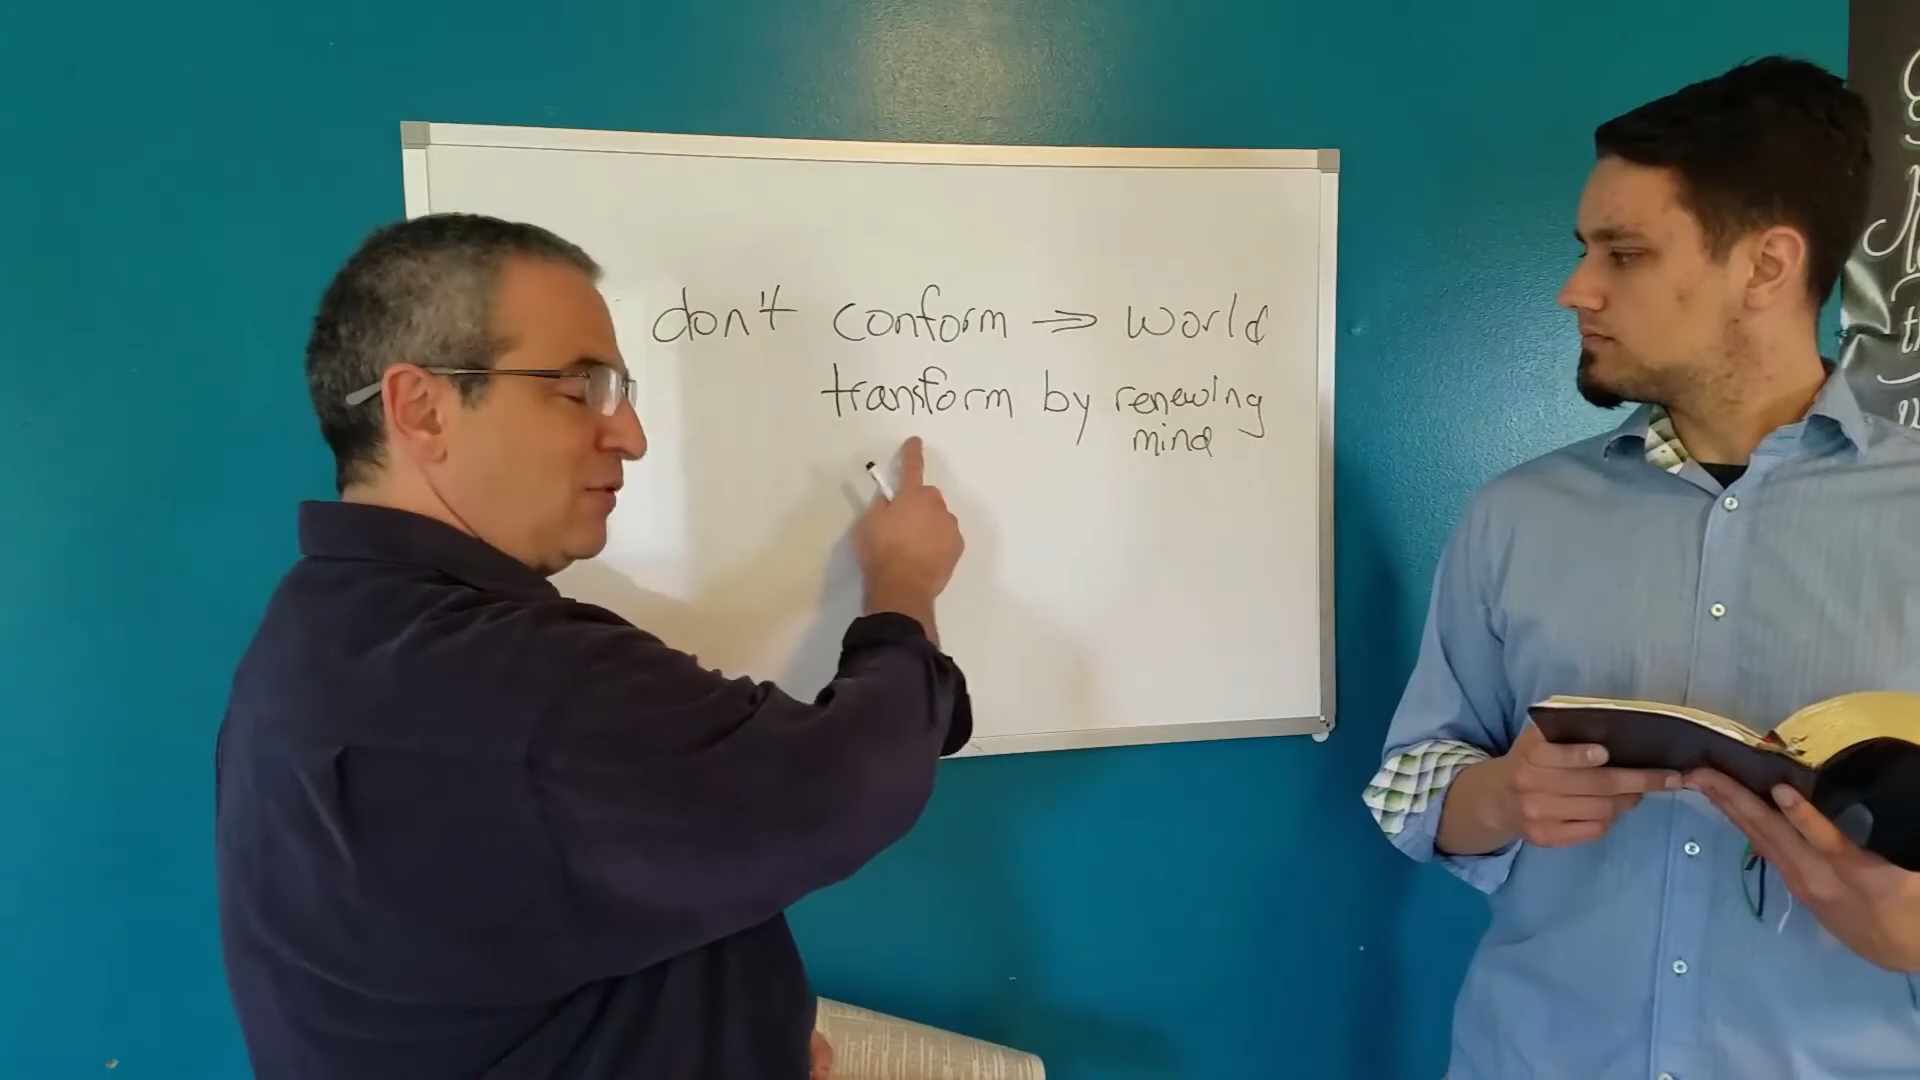 don't conform → world
transform by renewing
mind